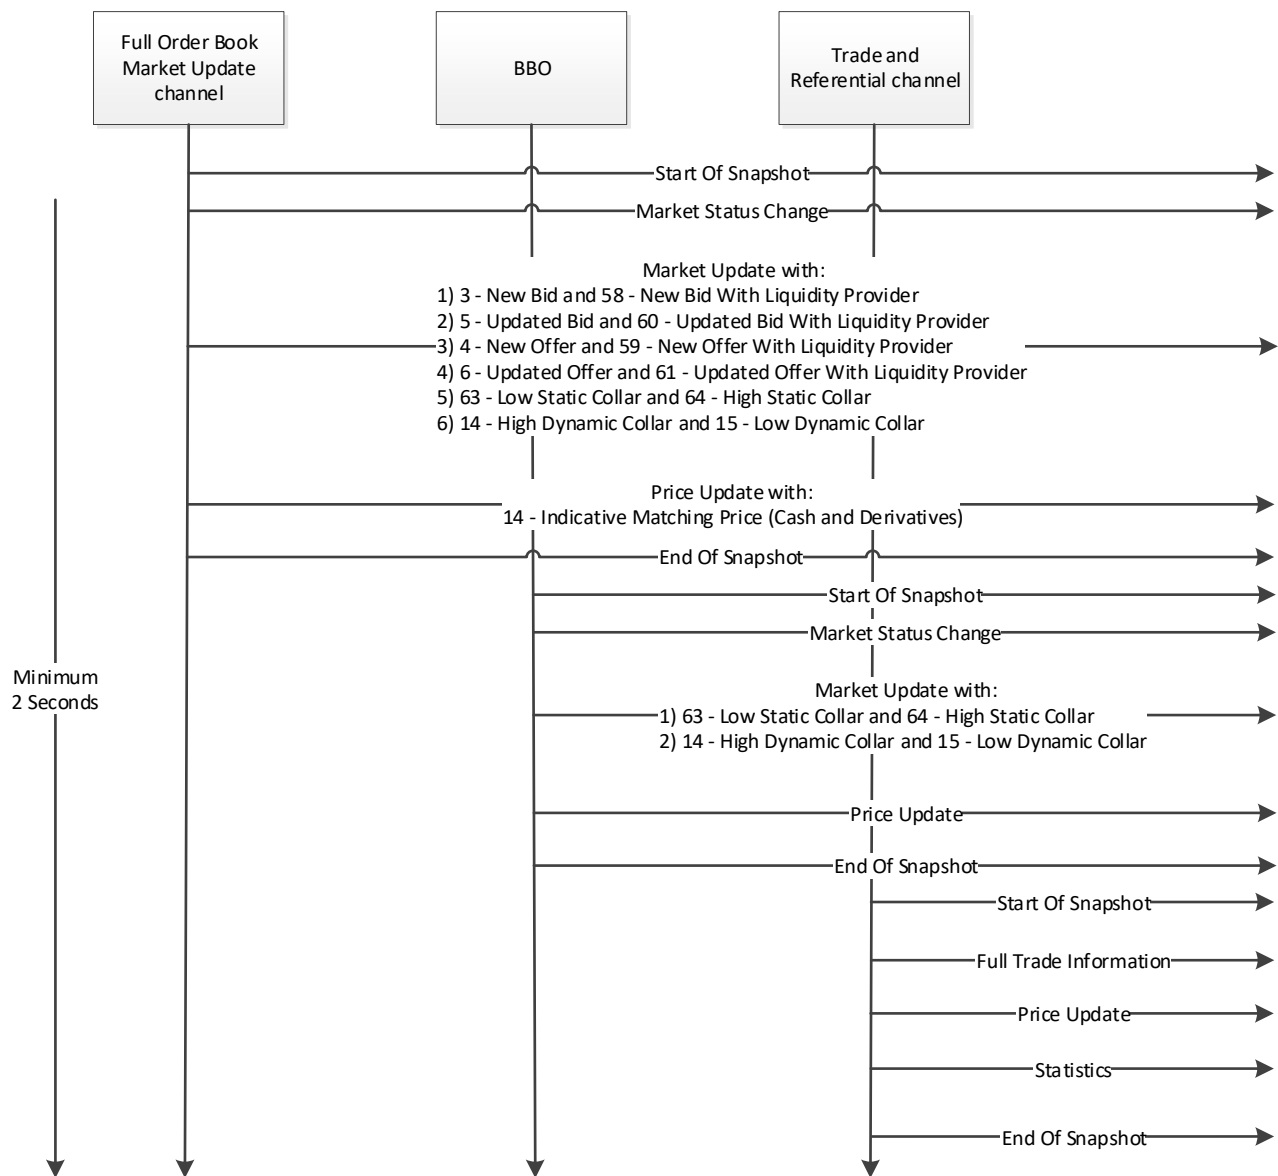 Full Order Book
Market Update
channel
BBO
Trade and
Referential channel
Start Of Snapshot
Market Status Change
Market Update with:
1) 3 - New Bid and 58 - New Bid With Liquidity Provider
2) 5 - Updated Bid and 60 - Updated Bid With Liquidity Provider
3) 4 - New Offer and 59 - New Offer With Liquidity Provider
4) 6 - Updated Offer and 61 - Updated Offer With Liquidity Provider
5) 63 - Low Static Collar and 64 - High Static Collar
6) 14 - High Dynamic Collar and 15 - Low Dynamic Collar
Price Update with:
14 - Indicative Matching Price (Cash and Derivatives)
End Of Snapshot
Start Of Snapshot
Market Status Change
Minimum
2 Seconds
Market Update with:
1) 63 - Low Static Collar and 64 - High Static Collar
2) 14 - High Dynamic Collar and 15 - Low Dynamic Collar
Price Update
End Of Snapshot
Start Of Snapshot
Full Trade Information
Price Update
Statistics
End Of Snapshot